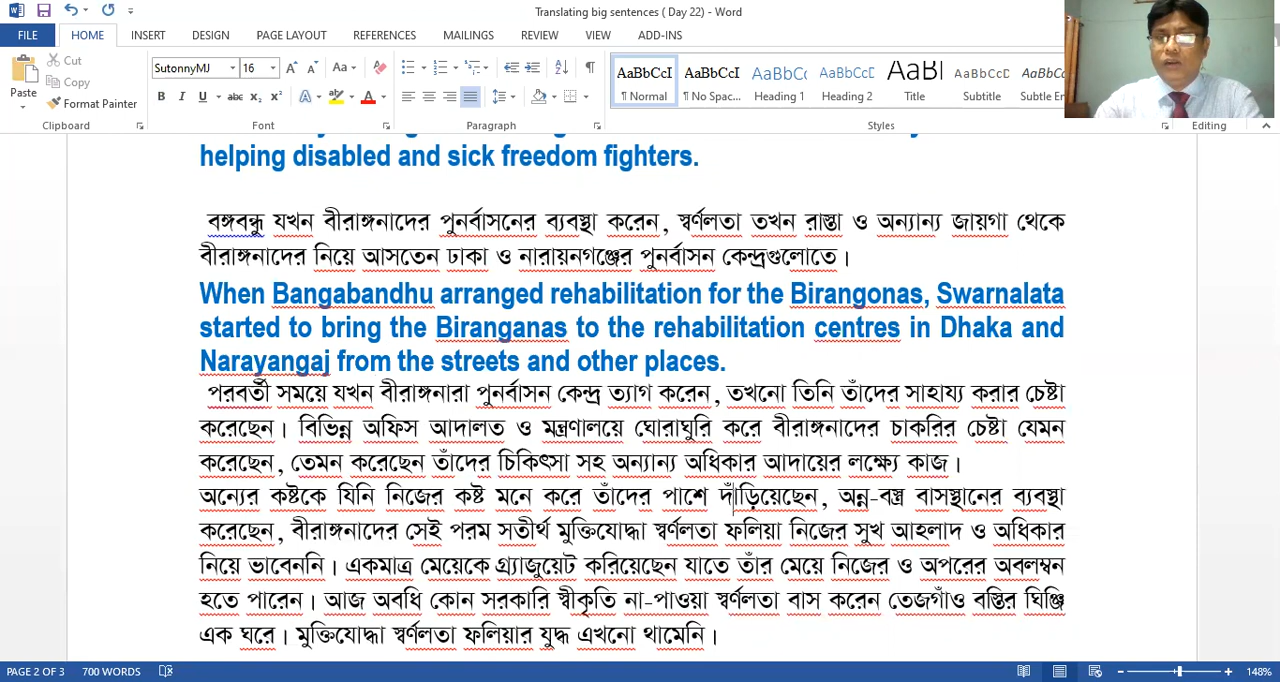 Translating big sentences ( Day 22) - Word
FILE HOME INSERT DESIGN PAGE LAYOUT REFERENCES MAILINGS REVIEW VIEW ADD-INS
Cut
Copy
Paste
Format Painter
SutonnyMJ 16
AaBbCcI AaBbCcI AaBbCc AaBbCcD AaBl AaBbCcD AaBbCcD
¶ Normal ¶ No Spac... Heading 1 Heading 2 Title Subtitle Subtle Em
Clipboard Font Paragraph Styles Editing
helping disabled and sick freedom fighters.
বঙ্গবন্ধু যখন বীরাঙ্গনাদের পুনর্বাসনের ব্যবস্থা করেন, স্বর্ণলতা তখন রাস্তা ও অন্যান্য জায়গা থেকে
বীরাঙ্গনাদের নিয়ে আসতেন ঢাকা ও নারায়নগঞ্জের পুনর্বাসন কেন্দ্রগুলোতে।
When Bangabandhu arranged rehabilitation for the Birangonas, Swarnalata
started to bring the Biranganas to the rehabilitation centres in Dhaka and
Narayangaj from the streets and other places.
পরবর্তী সময়ে যখন বীরাঙ্গনারা পুনর্বাসন কেন্দ্র ত্যাগ করেন, তখনো তিনি তাঁদের সাহায্য করার চেষ্টা
করেছেন। বিভিন্ন অফিস আদালত ও মন্ত্রণালয়ে ঘোরাঘুরি করে বীরাঙ্গনাদের চাকরির চেষ্টা যেমন
করেছেন, তেমন করেছেন তাঁদের চিকিৎসা সহ অন্যান্য অধিকার আদায়ের লক্ষ্যে কাজ।
অন্যের কষ্টকে যিনি নিজের কষ্ট মনে করে তাঁদের পাশে দাঁড়িয়েছেন, অন্ন-বস্ত্র বাসস্থানের ব্যবস্থা
করেছেন, বীরাঙ্গনাদের সেই পরম সতীর্থ মুক্তিযোদ্ধা স্বর্ণলতা ফলিয়া নিজের সুখ আহলাদ ও অধিকার
নিয়ে ভাবেননি। একমাত্র মেয়েকে গ্র্যাজুয়েট করিয়েছেন যাতে তাঁর মেয়ে নিজের ও অপরের অবলম্বন
হতে পারেন। আজ অবধি কোন সরকারি স্বীকৃতি না-পাওয়া স্বর্ণলতা বাস করেন তেজগাঁও বস্তির ঘিঞ্জি
এক ঘরে। মুক্তিযোদ্ধা স্বর্ণলতা ফলিয়ার যুদ্ধ এখনো থামেনি।
PAGE 2 OF 3 700 WORDS 148%